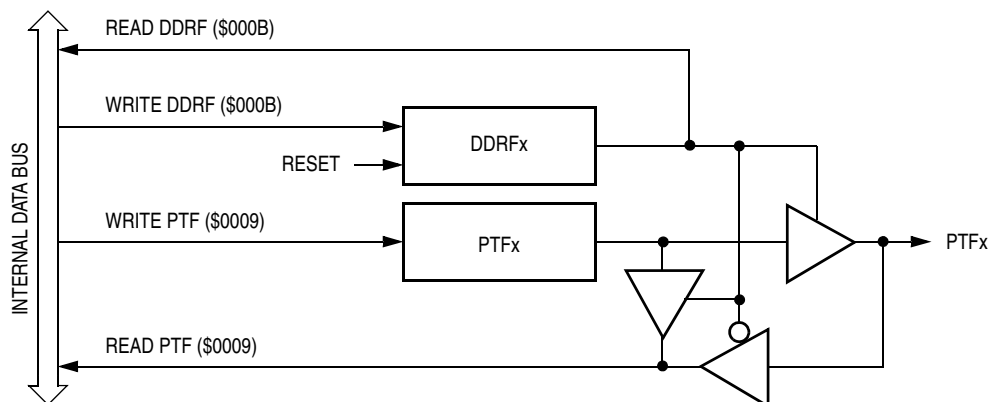 READ DDRF ($000B)
WRITE DDRF ($000B)
RESET
DDRFx
WRITE PTF ($0009)
PTFx
PTFx
READ PTF ($0009)
INTERNAL DATA BUS